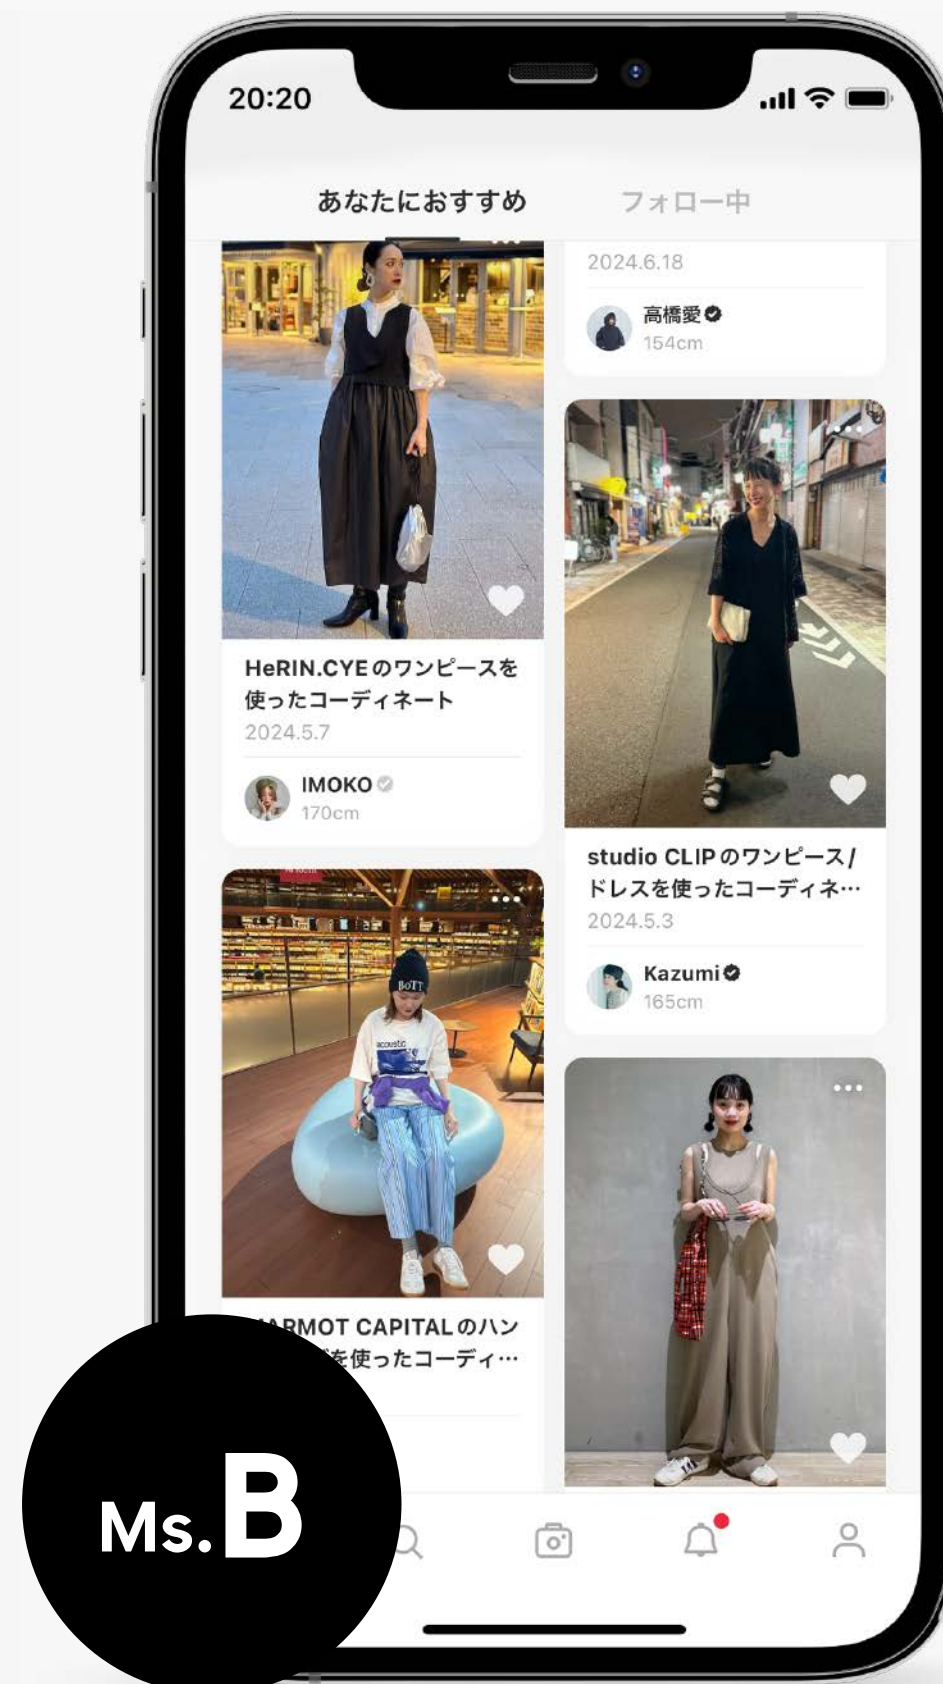 20:20
あなたにおすすめ
フォロー中
HeRIN.CYEのワンピースを
使ったコーディネート
2024.5.7
IMOKO
170cm
BoTT
acoustic
ARMOT CAPITALのハン
を使ったコーディ…
2024.6.18
高橋愛
154cm
studio CLIPのワンピース/
ドレスを使ったコーディネ…
2024.5.3
Kazumi
165cm
Ms.B